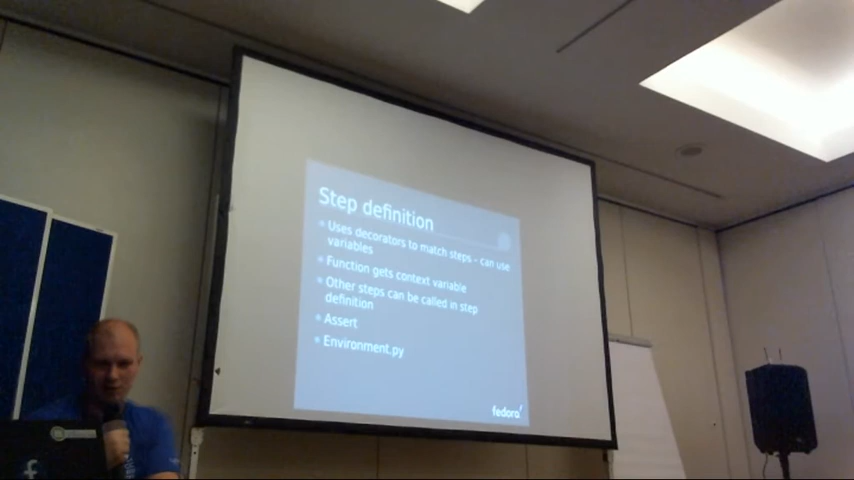 Step definition
Uses decorators to match steps - can use
variables
Function gets context variable
Other steps can be called in step
definition
Assert
Environment.py
fedora